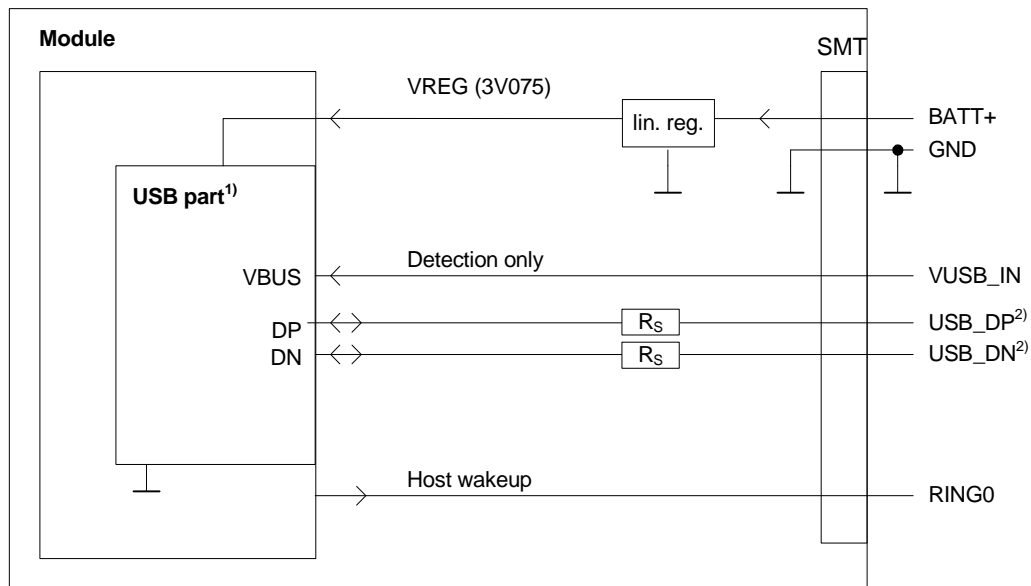 Module
SMT
VREG (3V075)
lin. reg.
BATT+
GND
USB part1)
VBUS
Detection only
VUSB_IN
DP
RS
USB_DP2)
DN
RS
USB_DN2)
Host wakeup
RING0